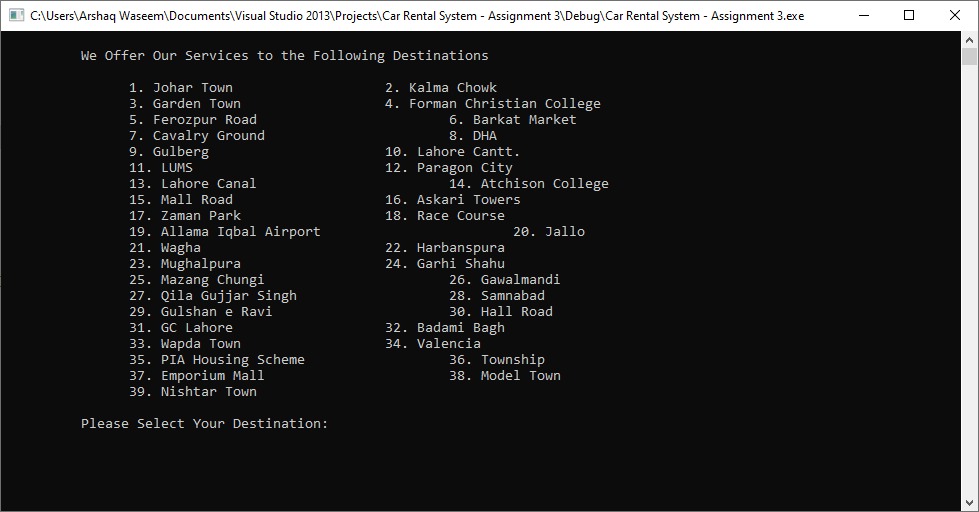 C:\Users\Arshaq Waseem\Documents\Visual Studio 2013\Projects\Car Rental System - Assignment 3\Debug\Car Rental System - Assignment 3.exe
We Offer Our Services to the Following Destinations
1. Johar Town 2. Kalma Chowk
3. Garden Town 4. Forman Christian College
5. Ferozpur Road 6. Barkat Market
7. Cavalry Ground 8. DHA
9. Gulberg 10. Lahore Cantt.
11. LUMS 12. Paragon City
13. Lahore Canal 14. Atchison College
15. Mall Road 16. Askari Towers
17. Zaman Park 18. Race Course
19. Allama Iqbal Airport 20. Jallo
21. Wagha 22. Harbanspura
23. Mughalpura 24. Garhi Shahu
25. Mazang Chungi 26. Gawalmandi
27. Qila Gujjar Singh 28. Samnabad
29. Gulshan e Ravi 30. Hall Road
31. GC Lahore 32. Badami Bagh
33. Wapda Town 34. Valencia
35. PIA Housing Scheme 36. Township
37. Emporium Mall 38. Model Town
39. Nishtar Town
Please Select Your Destination: